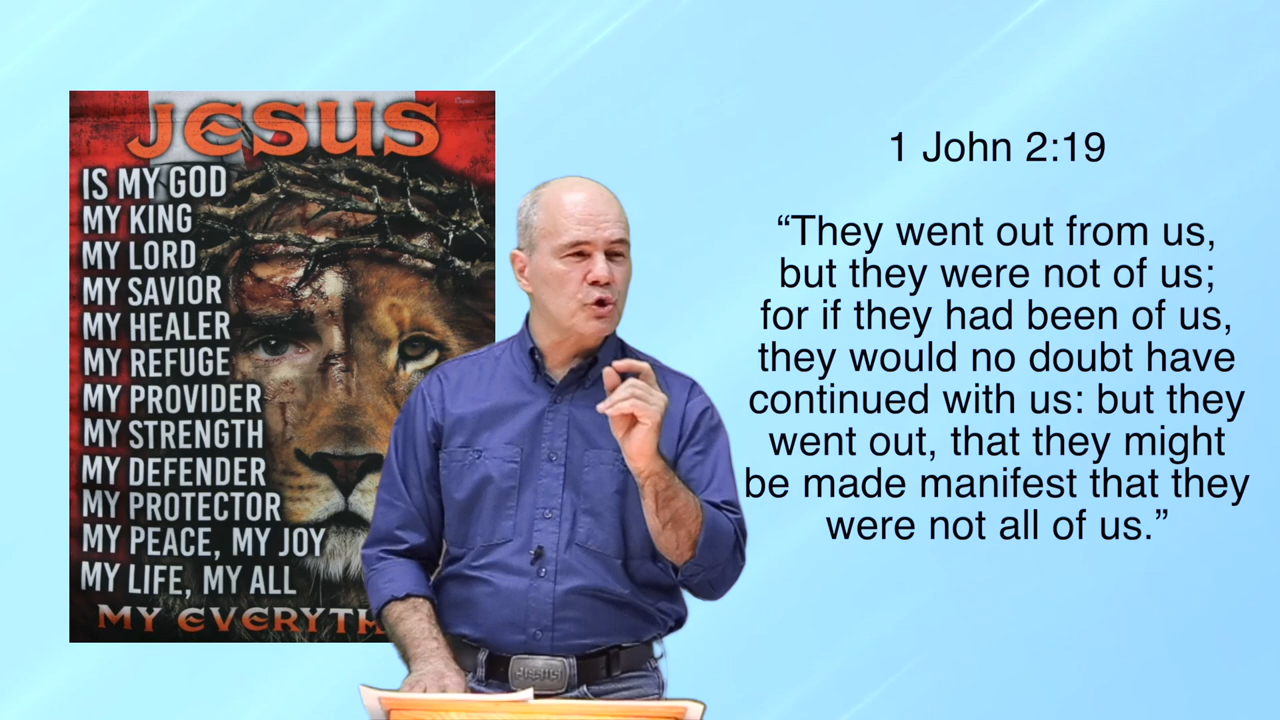 JESUS
IS MY GOD
MY KING
MY LORD
MY SAVIOR
MY HEALER
MY REFUGE
MY PROVIDER
MY STRENGTH
MY DEFENDER
MY PROTECTOR
MY PEACE, MY JOY
MY LIFE, MY ALL
MY EVERYTH
JESUS
1 John 2:19
“They went out from us,
but they were not of us;
for if they had been of us,
they would no doubt have
continued with us: but they
went out, that they might
be made manifest that they
were not all of us.”